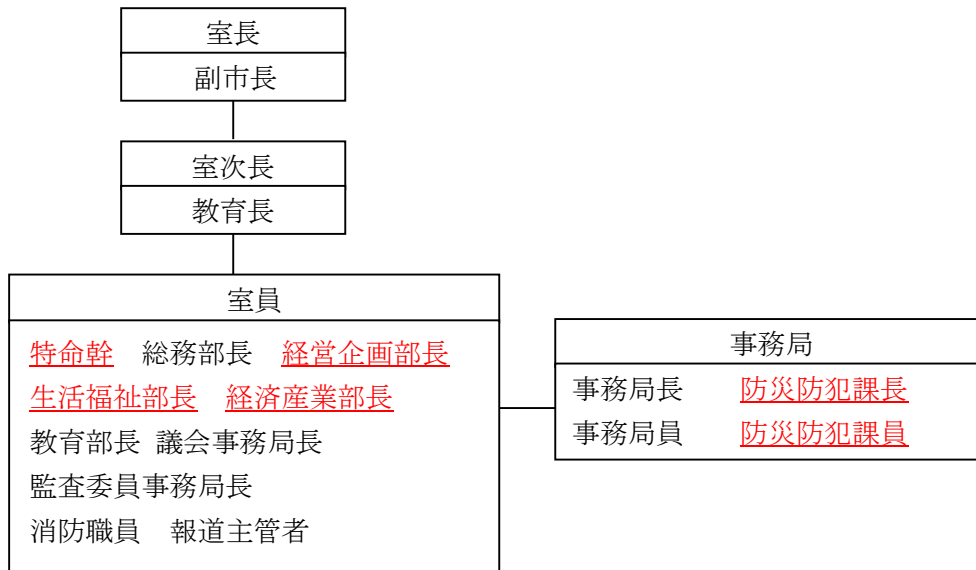 室長
副市長
室次長
教育長
室員
特命幹 総務部長 経営企画部長
生活福祉部長 経済産業部長
教育部長 議会事務局長
監査委員事務局長
消防職員 報道主管者
事務局
事務局長 防災防犯課長
事務局員 防災防犯課員